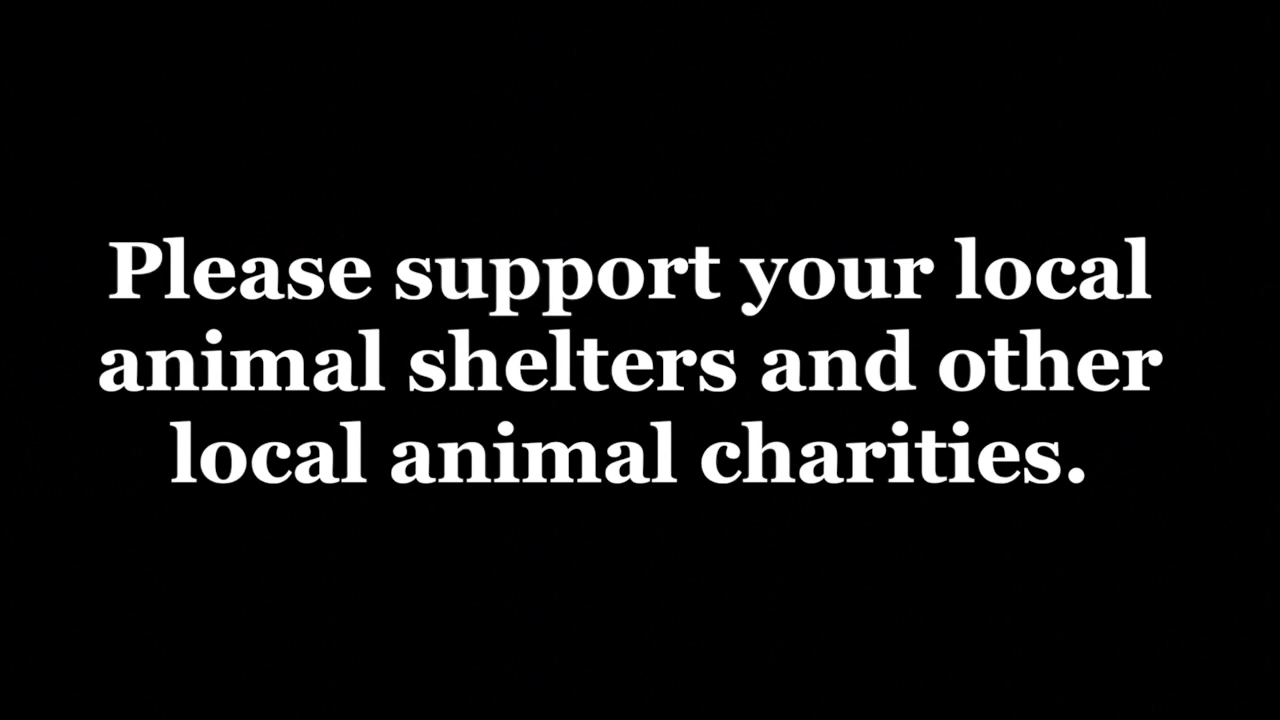 Please support your local
animal shelters and other
local animal charities.